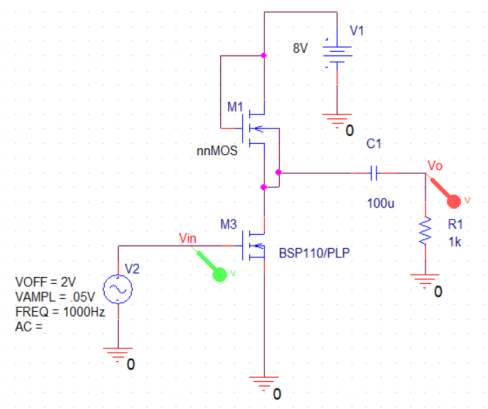 V1
8V
0
M1
nnMOS
C1
100u
Vo
V
R1
1k
0
M3
BSP110/PLP
Vin
V
V2
VOFF = 2V
VAMPL = .05V
FREQ = 1000Hz
AC =
0
0